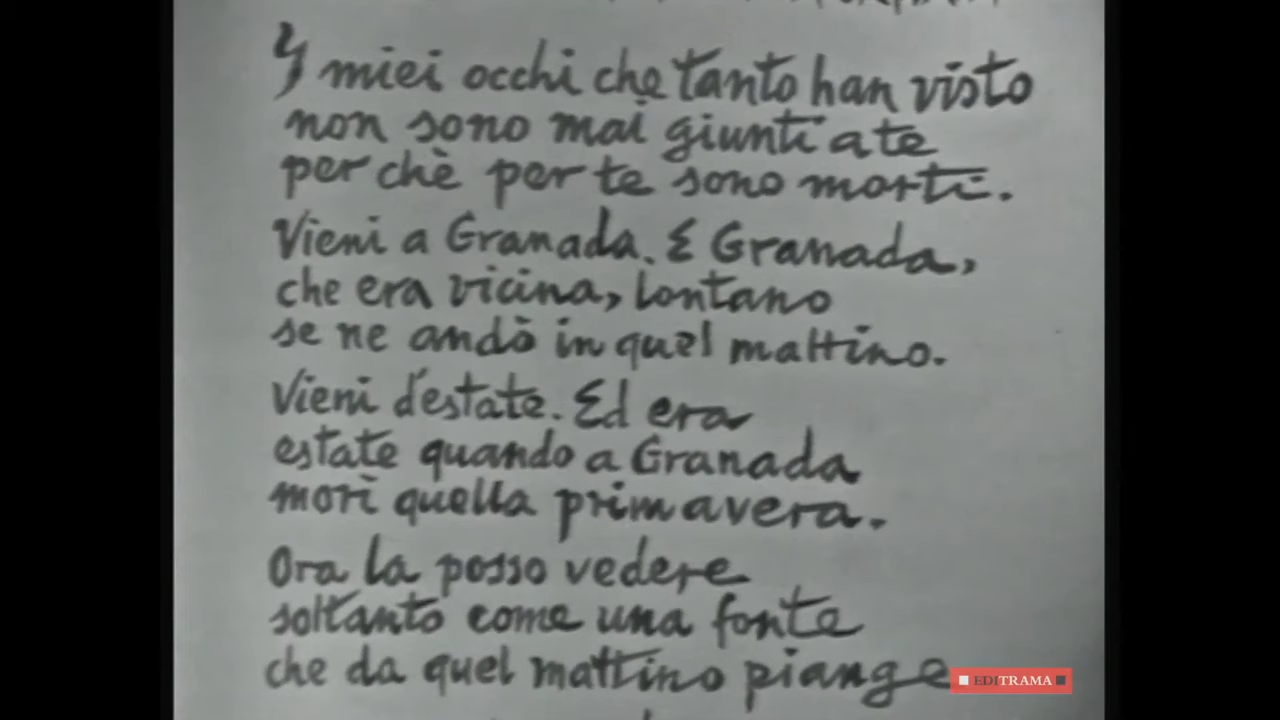 I miei occhi che tanto han visto
non sono mai giunti a te
perchè per te sono morti.
Vieni a Granada. E Granada,
che era vicina, lontano
se ne andò in quel mattino.
Vieni d'estate. Ed era
estate quando a Granada
morì quella primavera.
Ora la posso vedere
soltanto come una fonte
che da quel mattino piange
EDITRAMA